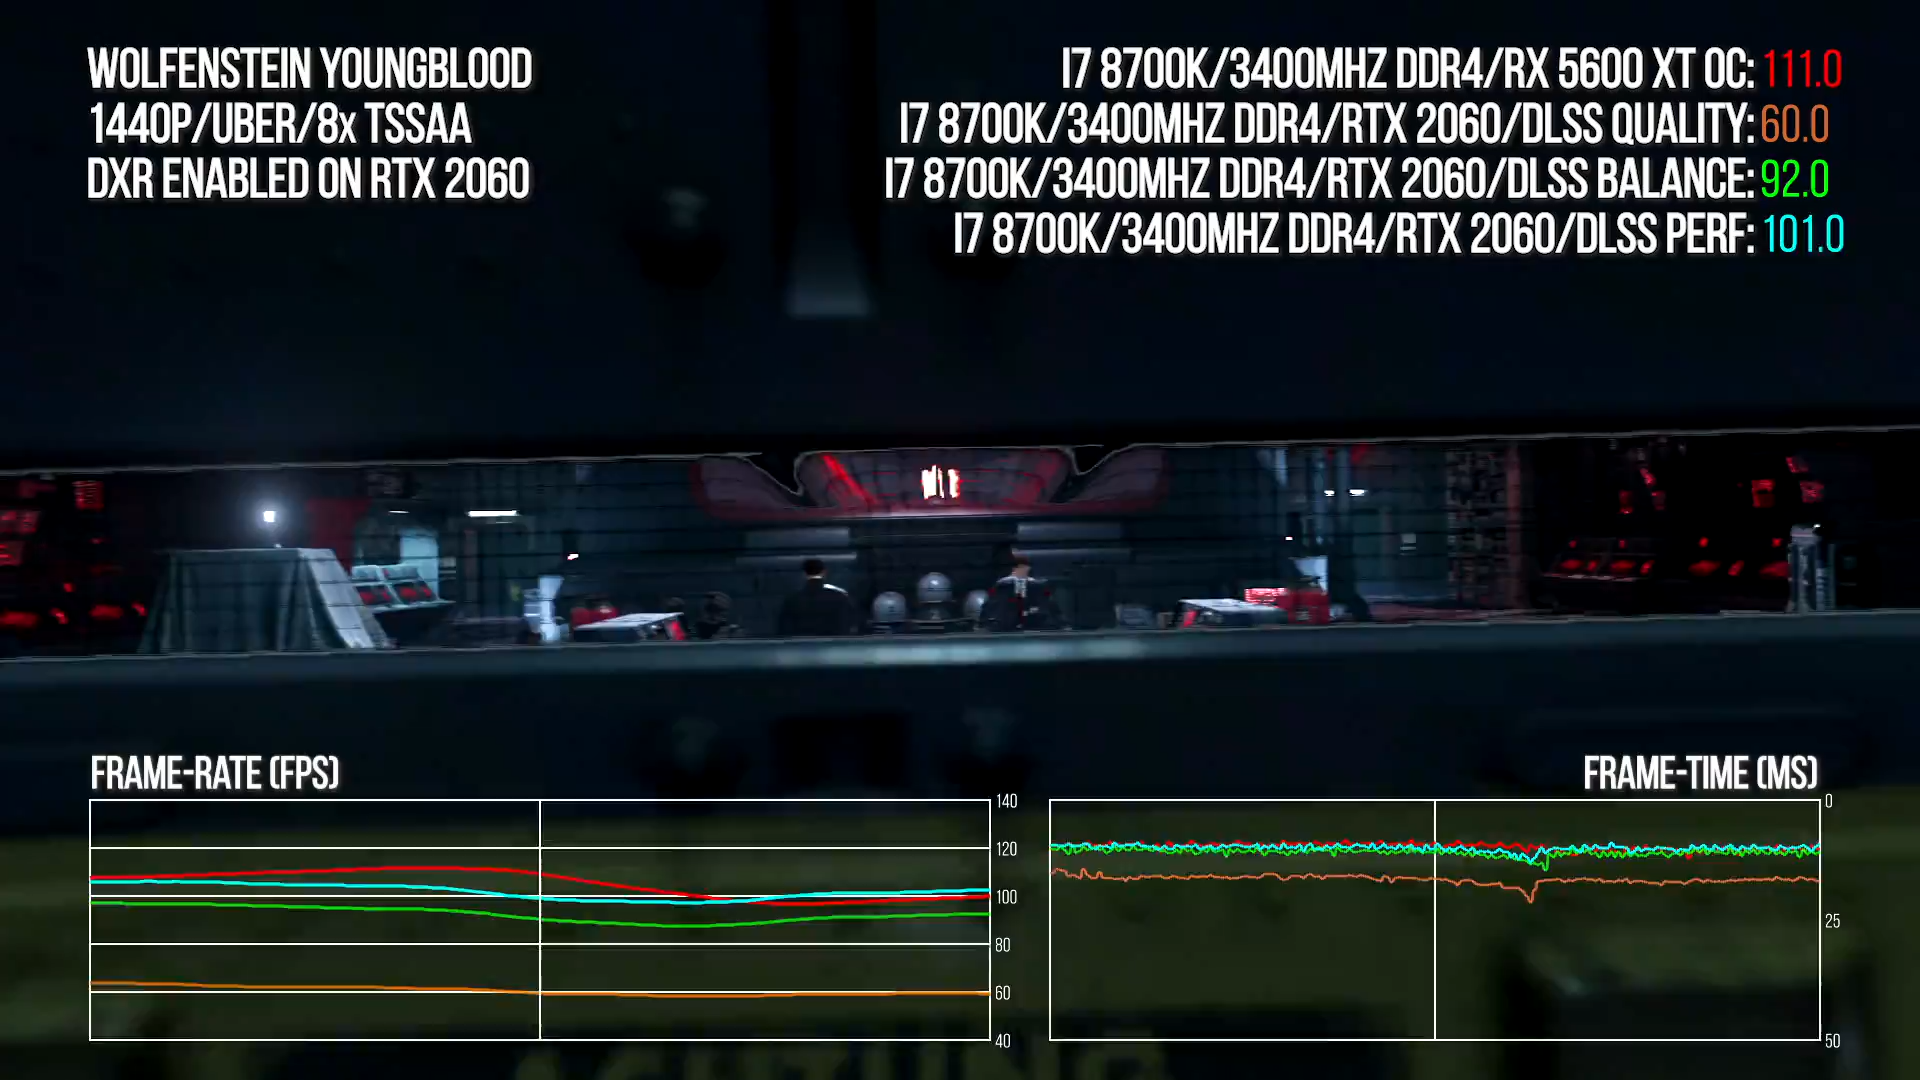 WOLFENSTEIN YOUNGBLOOD
1440P/UBER/8x TSSAA
DXR ENABLED ON RTX 2060
I7 8700K/3400MHZ DDR4/RX 5600 XT OC: 111.0
I7 8700K/3400MHZ DDR4/RTX 2060/DLSS QUALITY: 60.0
I7 8700K/3400MHZ DDR4/RTX 2060/DLSS BALANCE: 92.0
I7 8700K/3400MHZ DDR4/RTX 2060/DLSS PERF: 101.0
FRAME-RATE (FPS)
140
120
100
80
60
40
FRAME-TIME (MS)
0
25
50